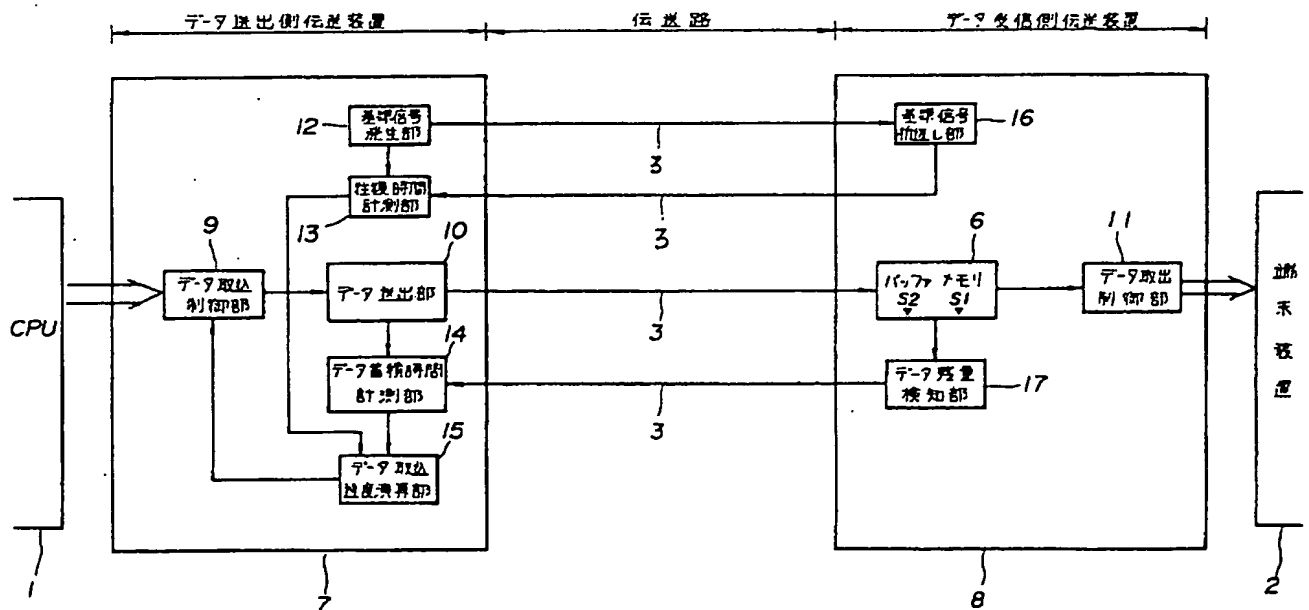 データ送出側伝送装置
伝送路
データ受信側伝送装置
12
基準信号
発生部
3
基準信号
折返し部
16
往復時間
計測部
13
3
CPU
9
データ取込
制御部
10
データ送出部
3
6
バッファメモリ
S2
S1
11
データ取出
制御部
端末装置
14
データ蓄積時間
計測部
3
データ残量
検知部
17
15
データ取込
速度演算部
1
7
8
2